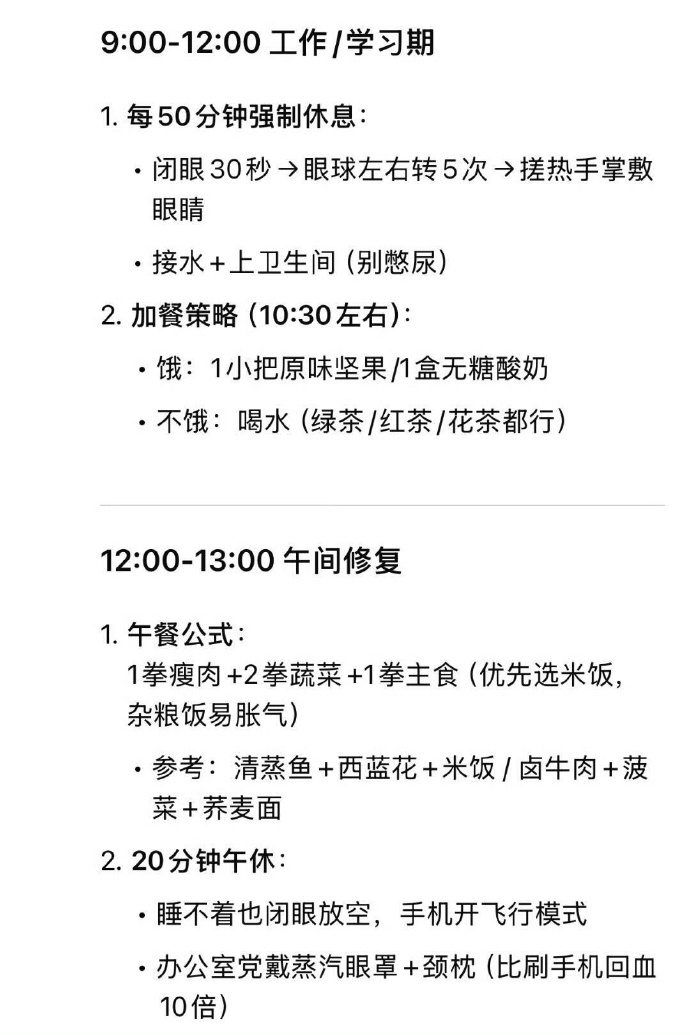 9:00-12:00 工作/学习期
1. 每50分钟强制休息：
• 闭眼30秒→眼球左右转5次→搓热手掌敷
眼睛
• 接水+上卫生间（别憋尿）
2. 加餐策略（10:30左右）：
• 饿：1小把原味坚果/1盒无糖酸奶
• 不饿：喝水（绿茶/红茶/花茶都行）
12:00-13:00 午间修复
1. 午餐公式：
1拳瘦肉+2拳蔬菜+1拳主食（优先选米饭，
杂粮饭易胀气）
• 参考：清蒸鱼+西蓝花+米饭 / 卤牛肉+菠
菜+荞麦面
2. 20分钟午休：
• 睡不着也闭眼放空，手机开飞行模式
• 办公室党戴蒸汽眼罩+颈枕（比刷手机回血
10倍）